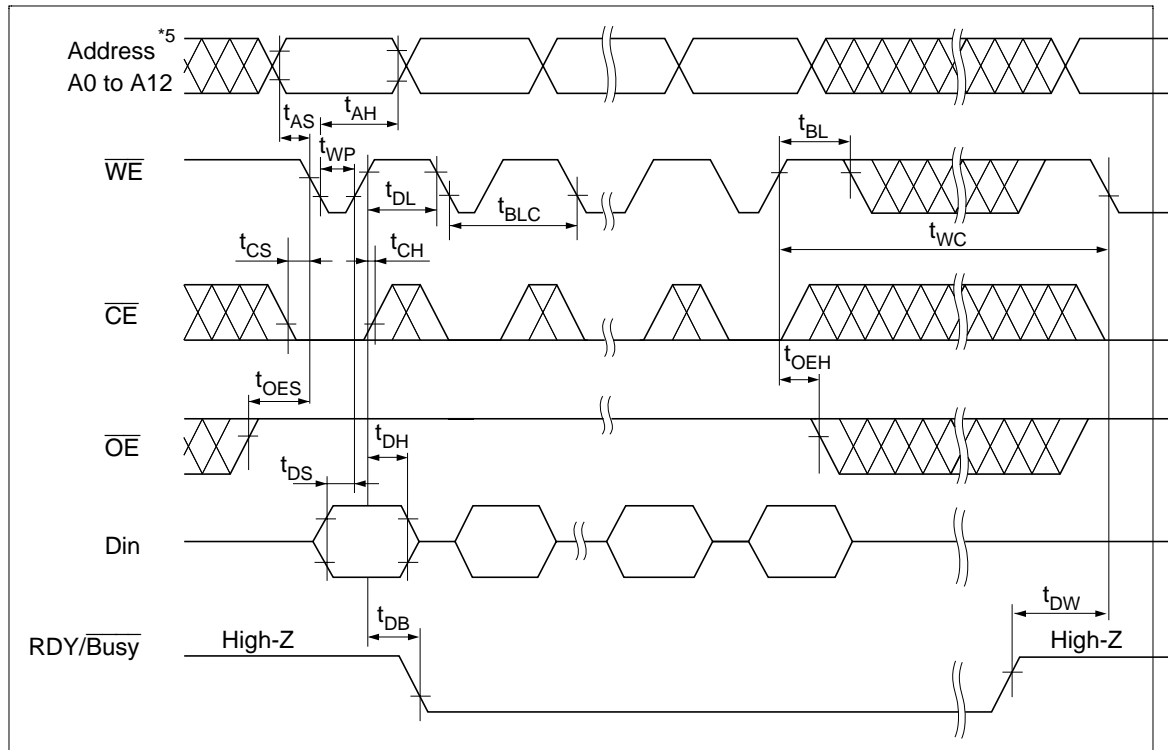 Address *5
A0 to A12
tAS
tAH
tBL
WE
tWP
tDL
tBLC
tWC
tCS
tCH
CE
tOES
tOEH
OE
tDH
tDS
Din
tDB
tDW
RDY/Busy
High-Z
High-Z